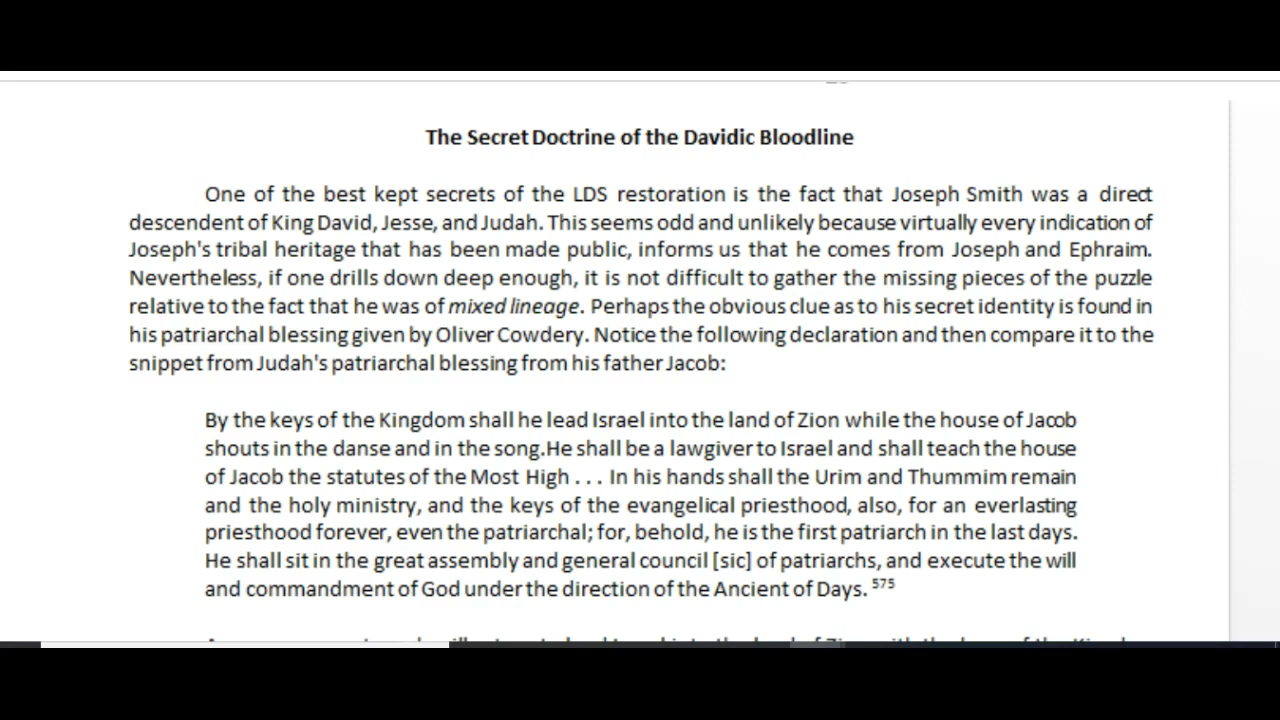 The Secret Doctrine of the Davidic Bloodline
One of the best kept secrets of the LDS restoration is the fact that Joseph Smith was a direct
descendent of King David, Jesse, and Judah. This seems odd and unlikely because virtually every indication of
Joseph's tribal heritage that has been made public, informs us that he comes from Joseph and Ephraim.
Nevertheless, if one drills down deep enough, it is not difficult to gather the missing pieces of the puzzle
relative to the fact that he was of mixed lineage. Perhaps the obvious clue as to his secret identity is found in
his patriarchal blessing given by Oliver Cowdery. Notice the following declaration and then compare it to the
snippet from Judah's patriarchal blessing from his father Jacob:
By the keys of the Kingdom shall he lead Israel into the land of Zion while the house of Jacob
shouts in the danse and in the song.He shall be a lawgiver to Israel and shall teach the house
of Jacob the statutes of the Most High . . . In his hands shall the Urim and Thummim remain
and the holy ministry, and the keys of the evangelical priesthood, also, for an everlasting
priesthood forever, even the patriarchal; for, behold, he is the first patriarch in the last days.
He shall sit in the great assembly and general council [sic] of patriarchs, and execute the will
and commandment of God under the direction of the Ancient of Days. 575